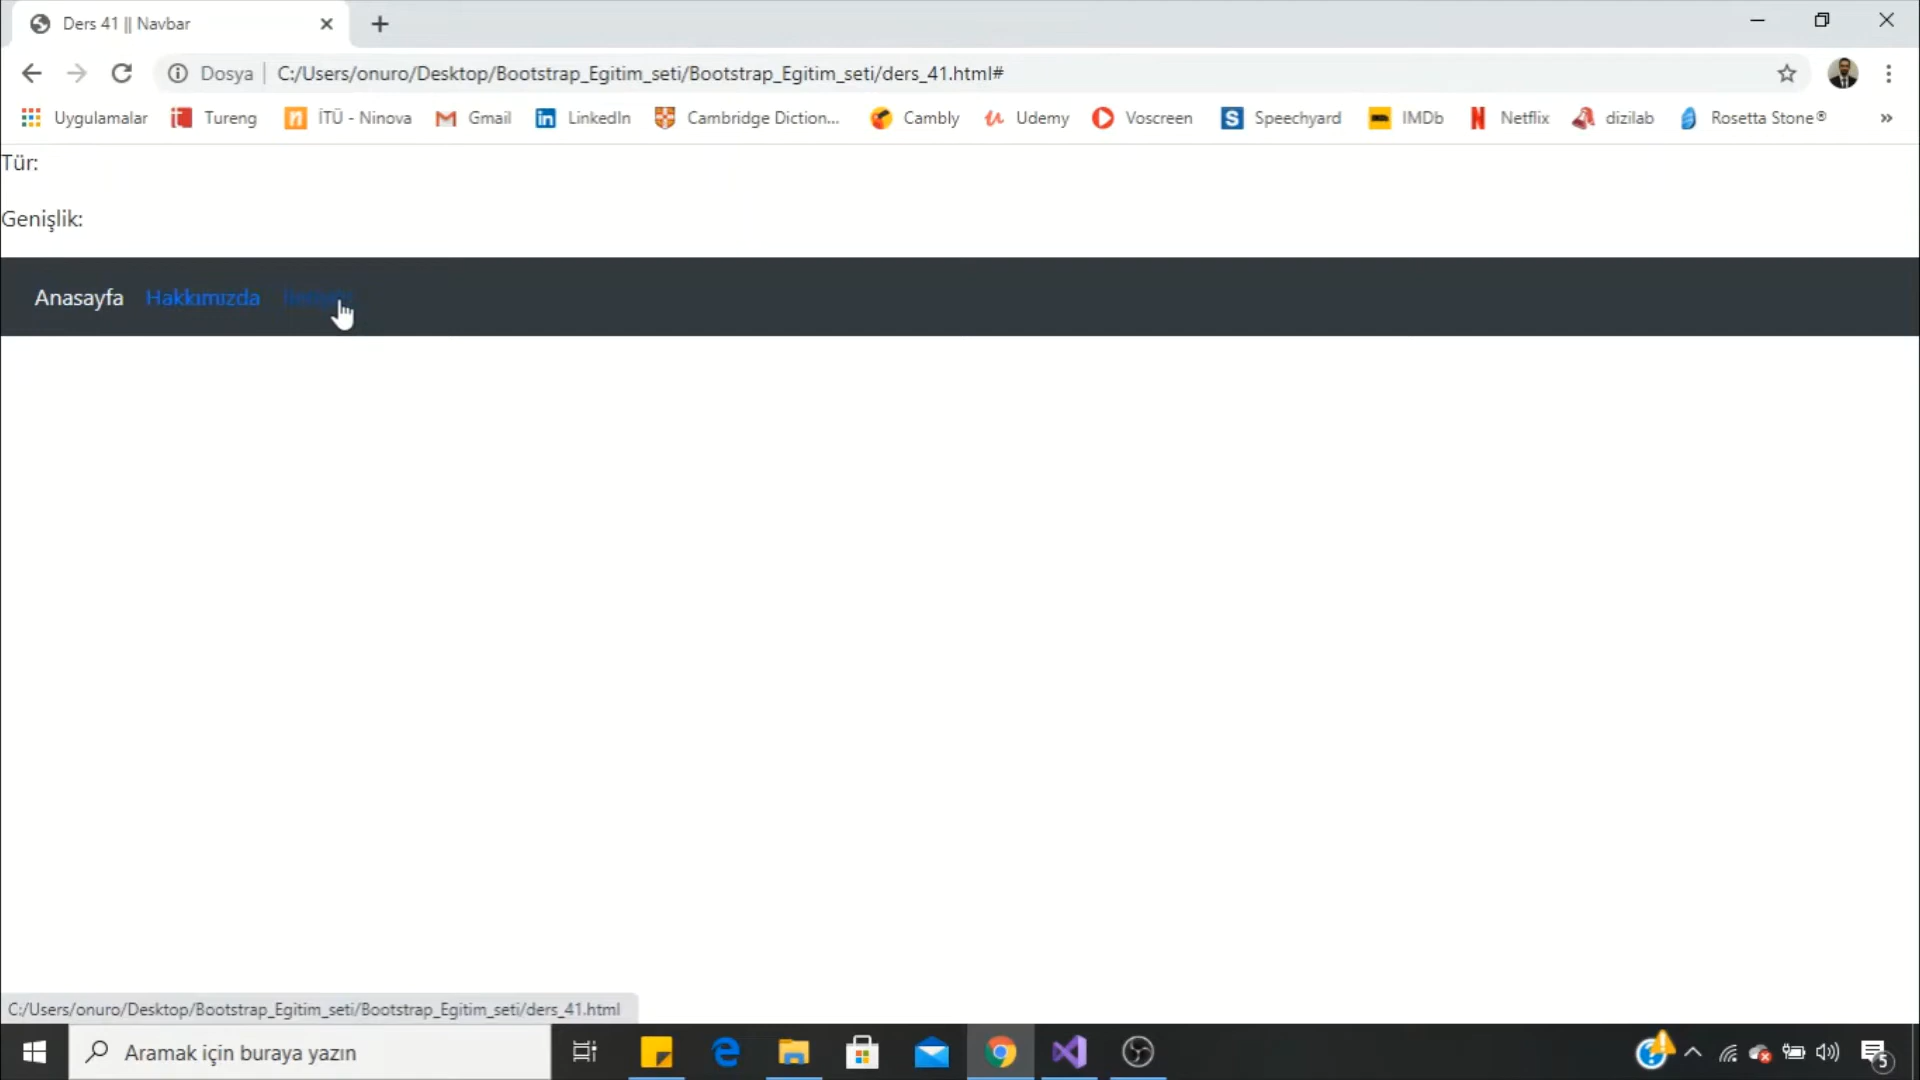 Ders 41 || Navbar
Dosya | C:/Users/onuro/Desktop/Bootstrap_Egitim_seti/Bootstrap_Egitim_seti/ders_41.html#
Uygulamalar Tureng İTÜ - Ninova Gmail LinkedIn Cambridge Diction... Cambly Udemy Voscreen Speechyard IMDb Netflix dizilab Rosetta Stone® »
Tür:
Genişlik:
Anasayfa Hakkımızda
C:/Users/onuro/Desktop/Bootstrap_Egitim_seti/Bootstrap_Egitim_seti/ders_41.html
Aramak için buraya yazın
5